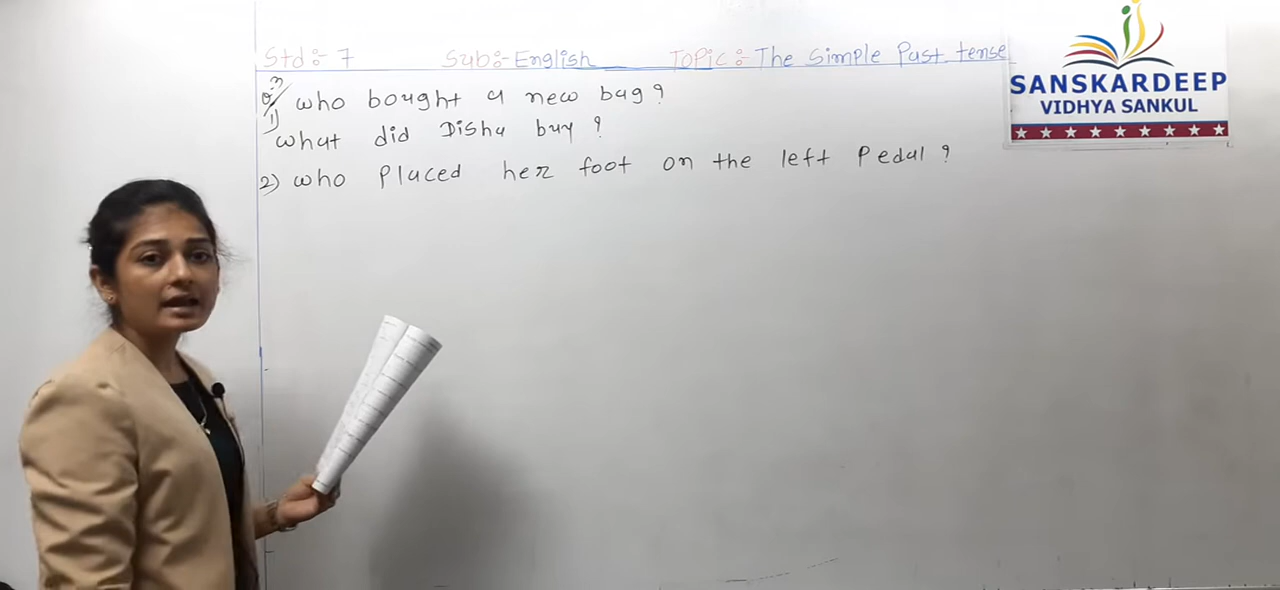 Std :- 7 Sub :- English Topic :- The Simple Past tense
Q.3 who bought a new bag ?
1) what did Disha buy ?
2) who placed her foot on the left Pedal ?
SANSKARDEEP
VIDHYA SANKUL